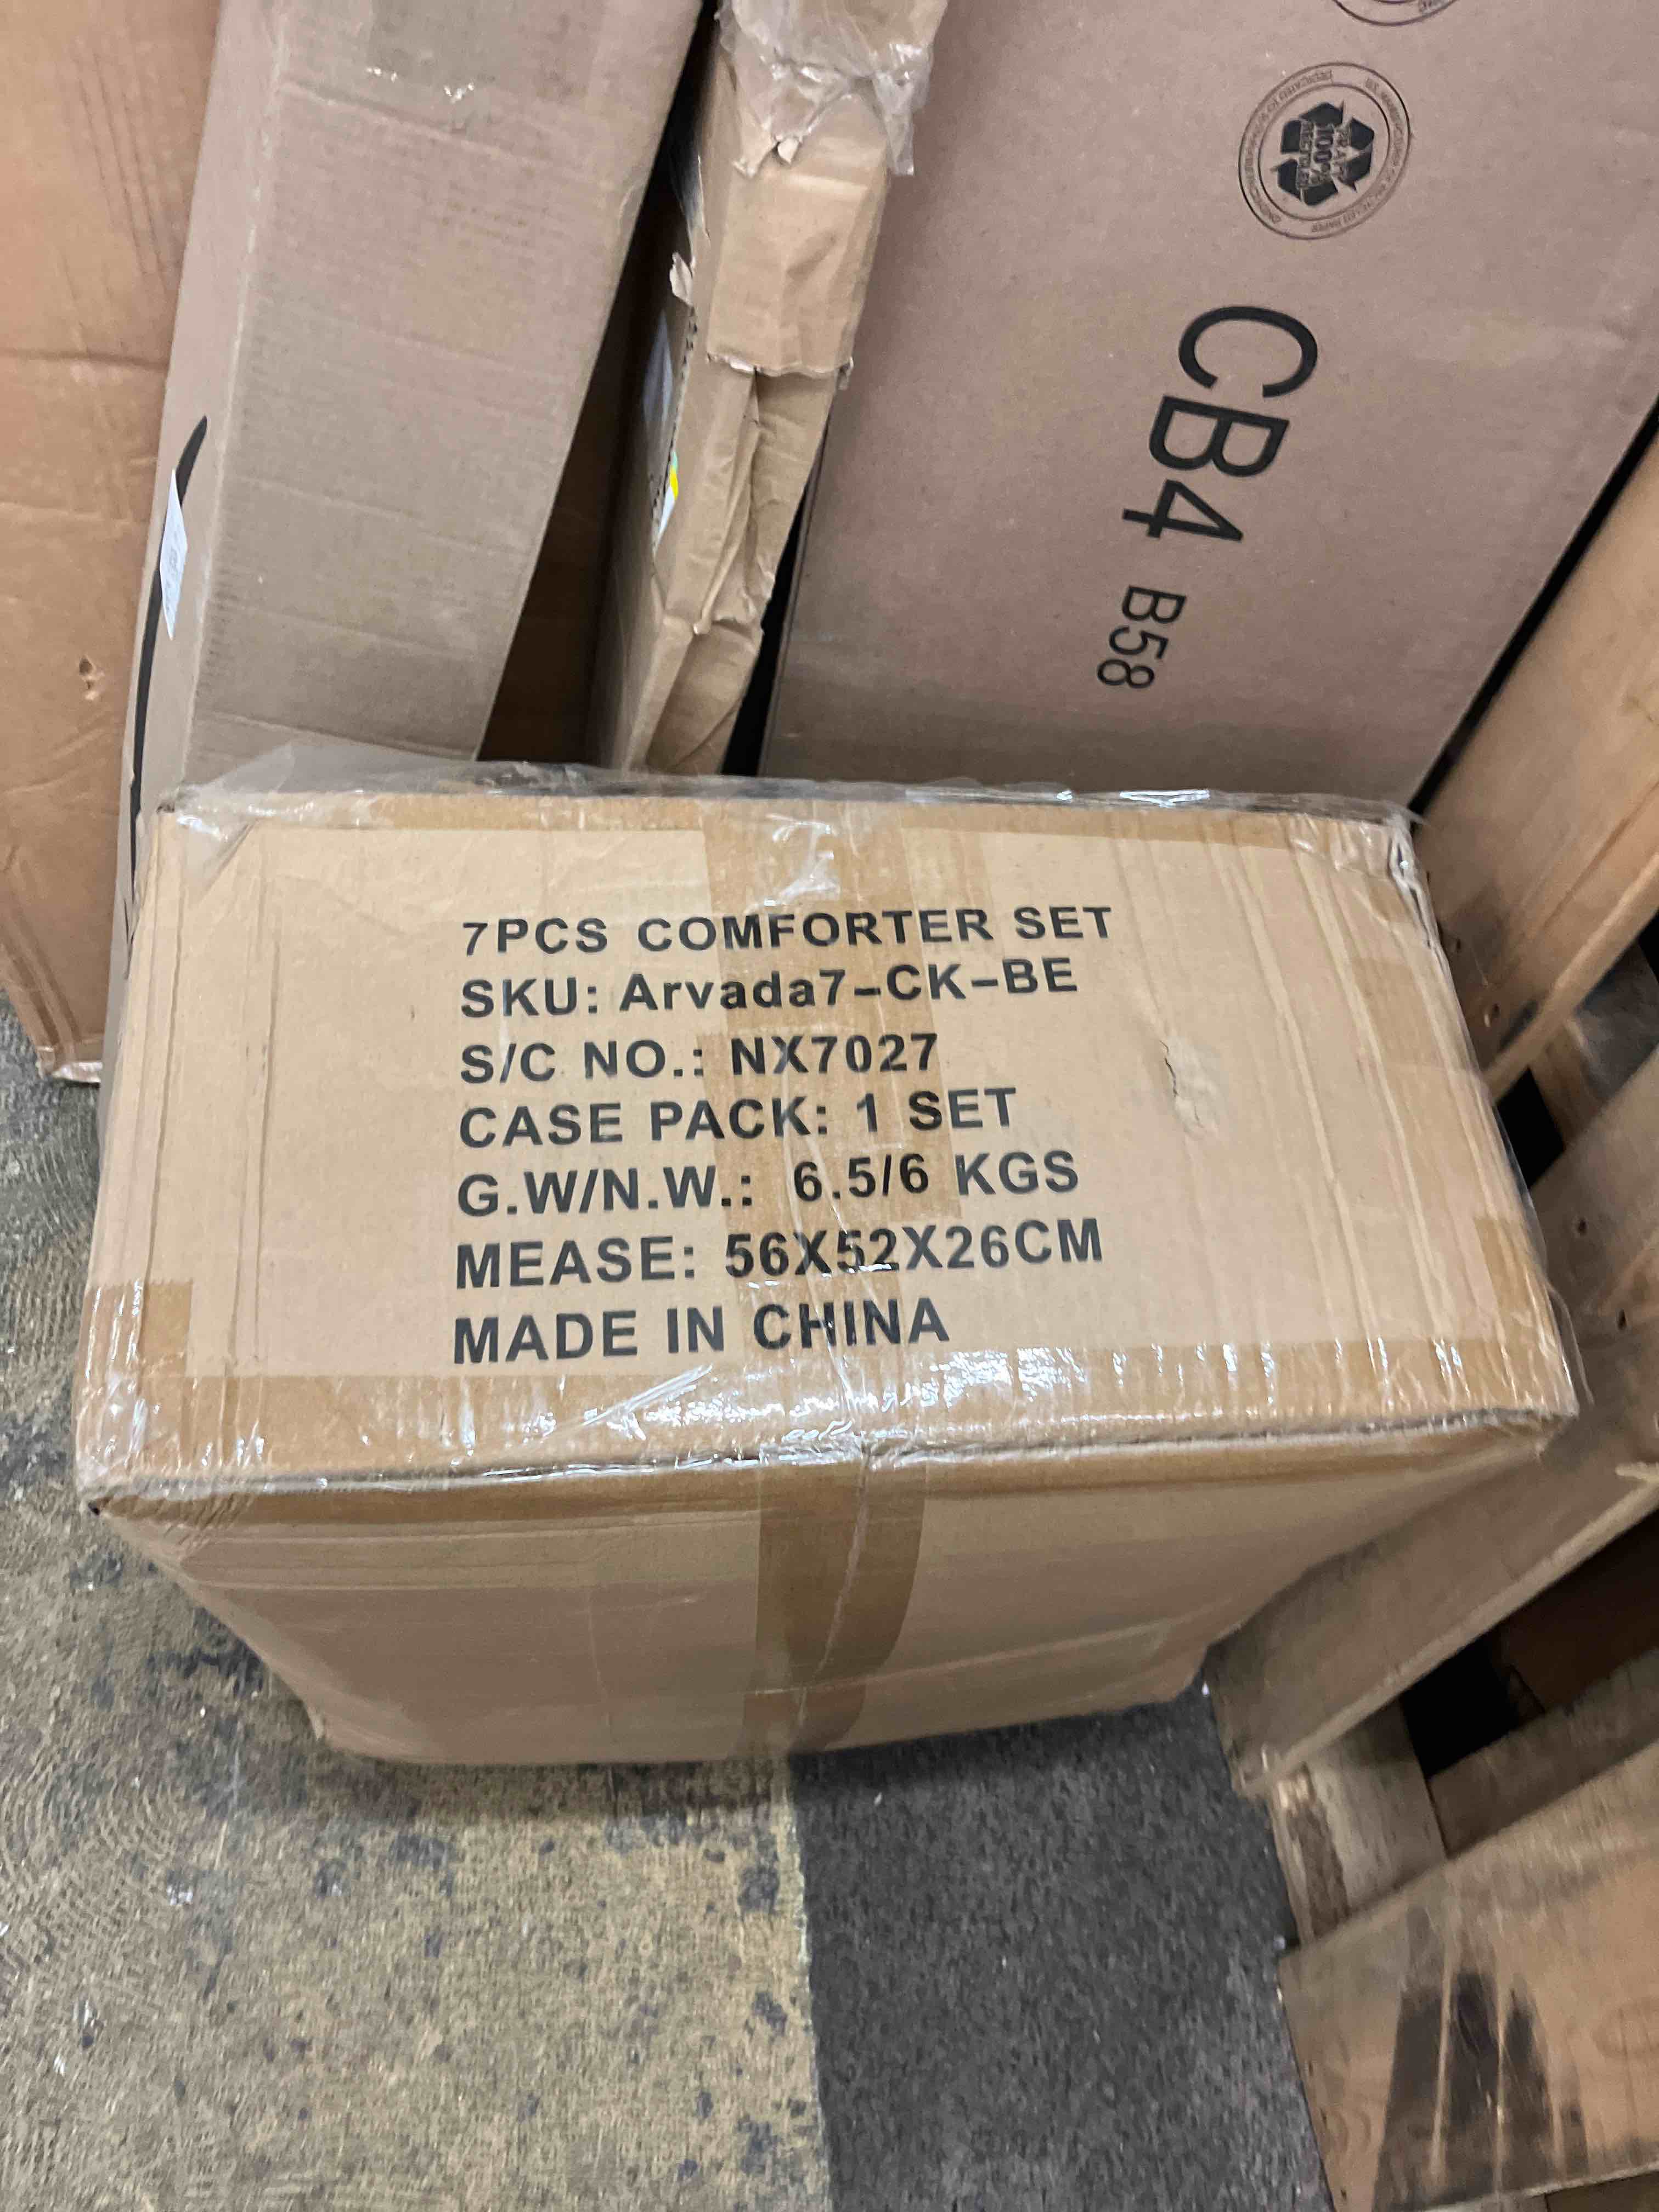 100%
CB4 B58
7PCS COMFORTER SET
SKU: Arvada7-CK-BE
S/C NO.: NX7027
CASE PACK: 1 SET
G.W/N.W.: 6.5/6 KGS
MEASE: 56X52X26CM
MADE IN CHINA